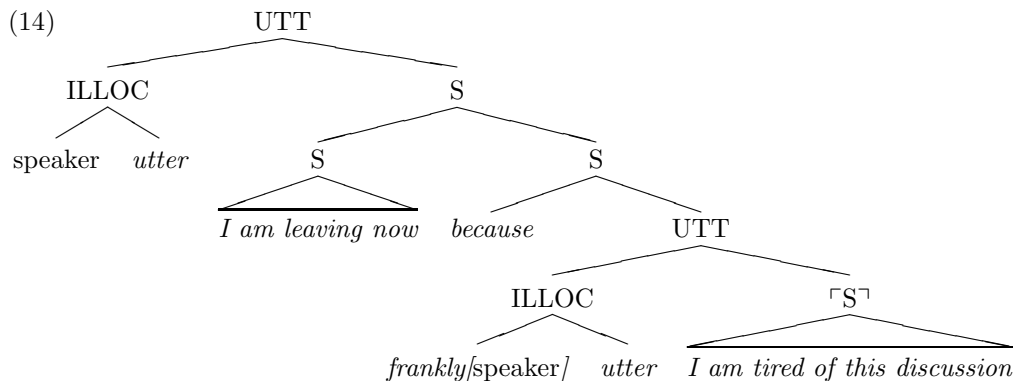 (14) UTT
ILLOC S
speaker utter S S
I am leaving now because UTT
ILLOC ⌜S⌝
frankly[speaker] utter I am tired of this discussion